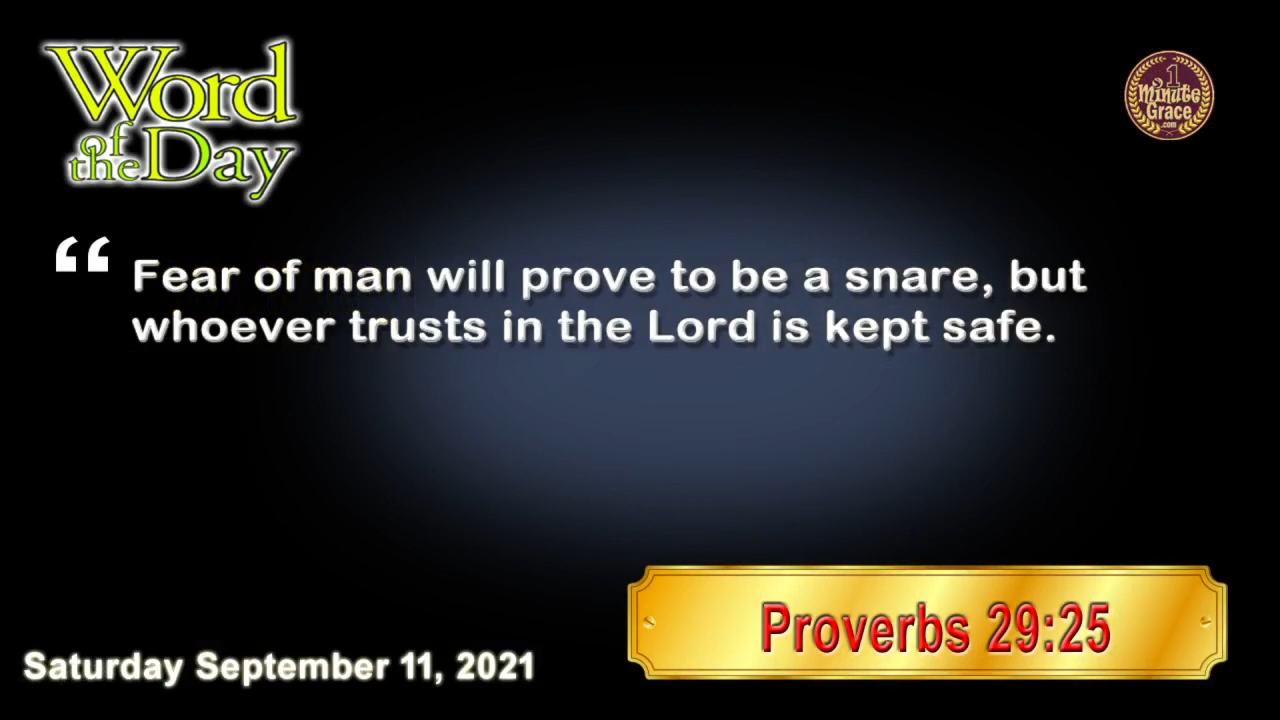 Word
of
the Day
1
Minute
Grace
.com
“ Fear of man will prove to be a snare, but
whoever trusts in the Lord is kept safe.
Proverbs 29:25
Saturday September 11, 2021